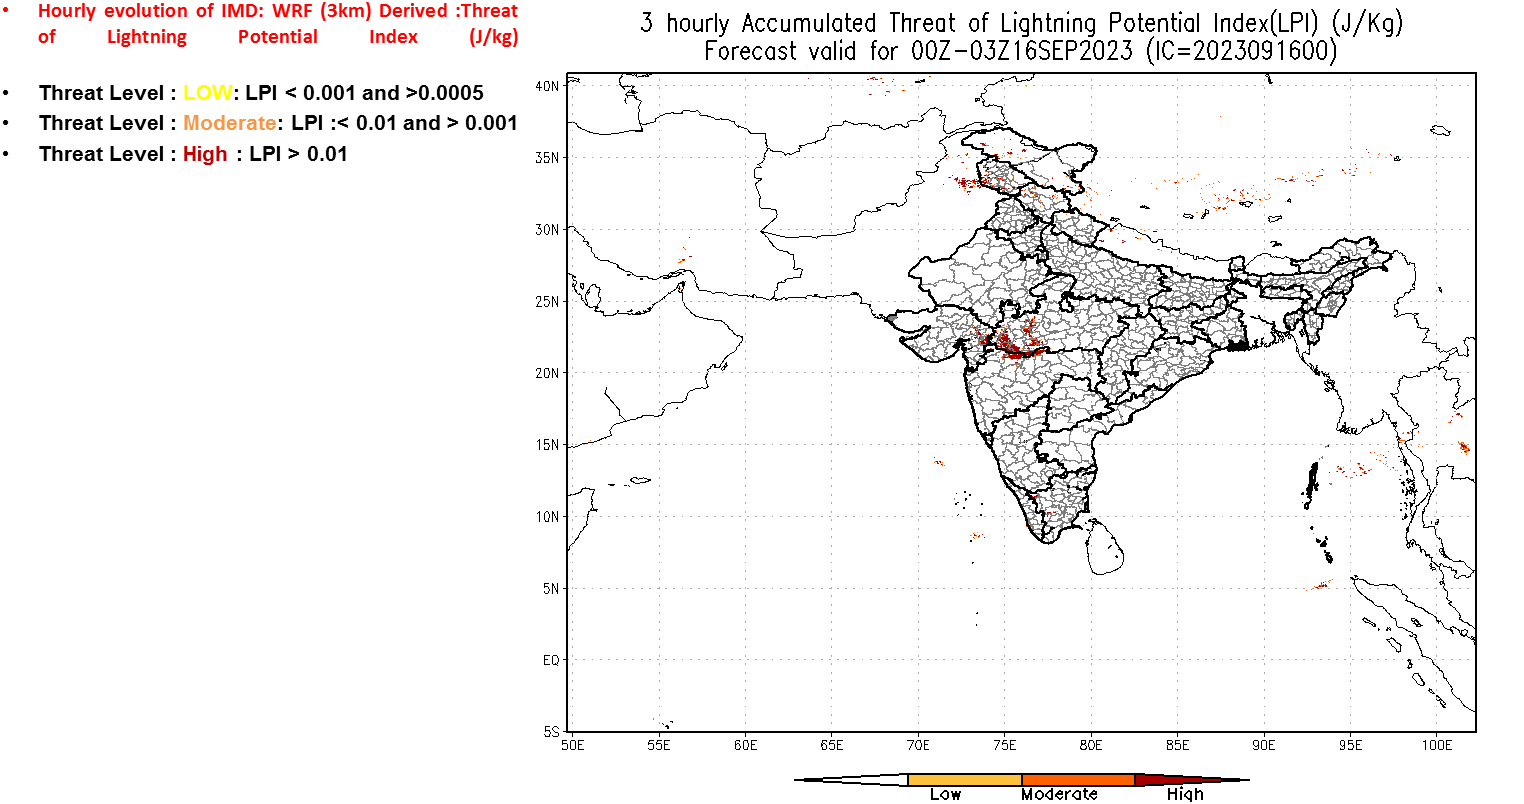 • Hourly evolution of IMD: WRF (3km) Derived :Threat
of Lightning Potential Index (J/kg)
• Threat Level : LOW: LPI < 0.001 and >0.0005
• Threat Level : Moderate: LPI :< 0.01 and > 0.001
• Threat Level : High : LPI > 0.01
3 hourly Accumulated Threat of Lightning Potential Index(LPI) (J/Kg)
Forecast valid for 00Z-03Z16SEP2023 (IC=2023091600)
40N
35N
30N
25N
20N
15N
10N
5N
EQ
5S
50E 55E 60E 65E 70E 75E 80E 85E 90E 95E 100E
Low Moderate High